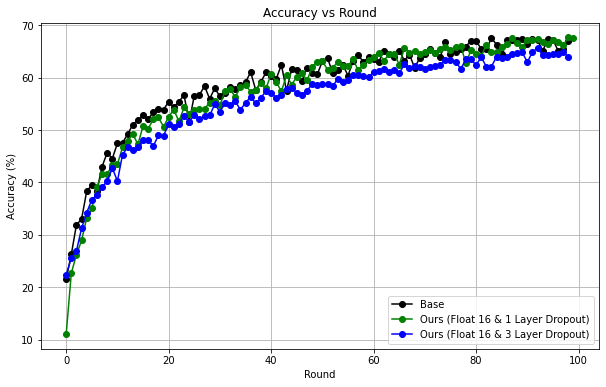 Accuracy vs Round
Accuracy (%)
70
60
50
40
30
20
10
0
20
40
60
80
100
Round
Base
Ours (Float 16 & 1 Layer Dropout)
Ours (Float 16 & 3 Layer Dropout)